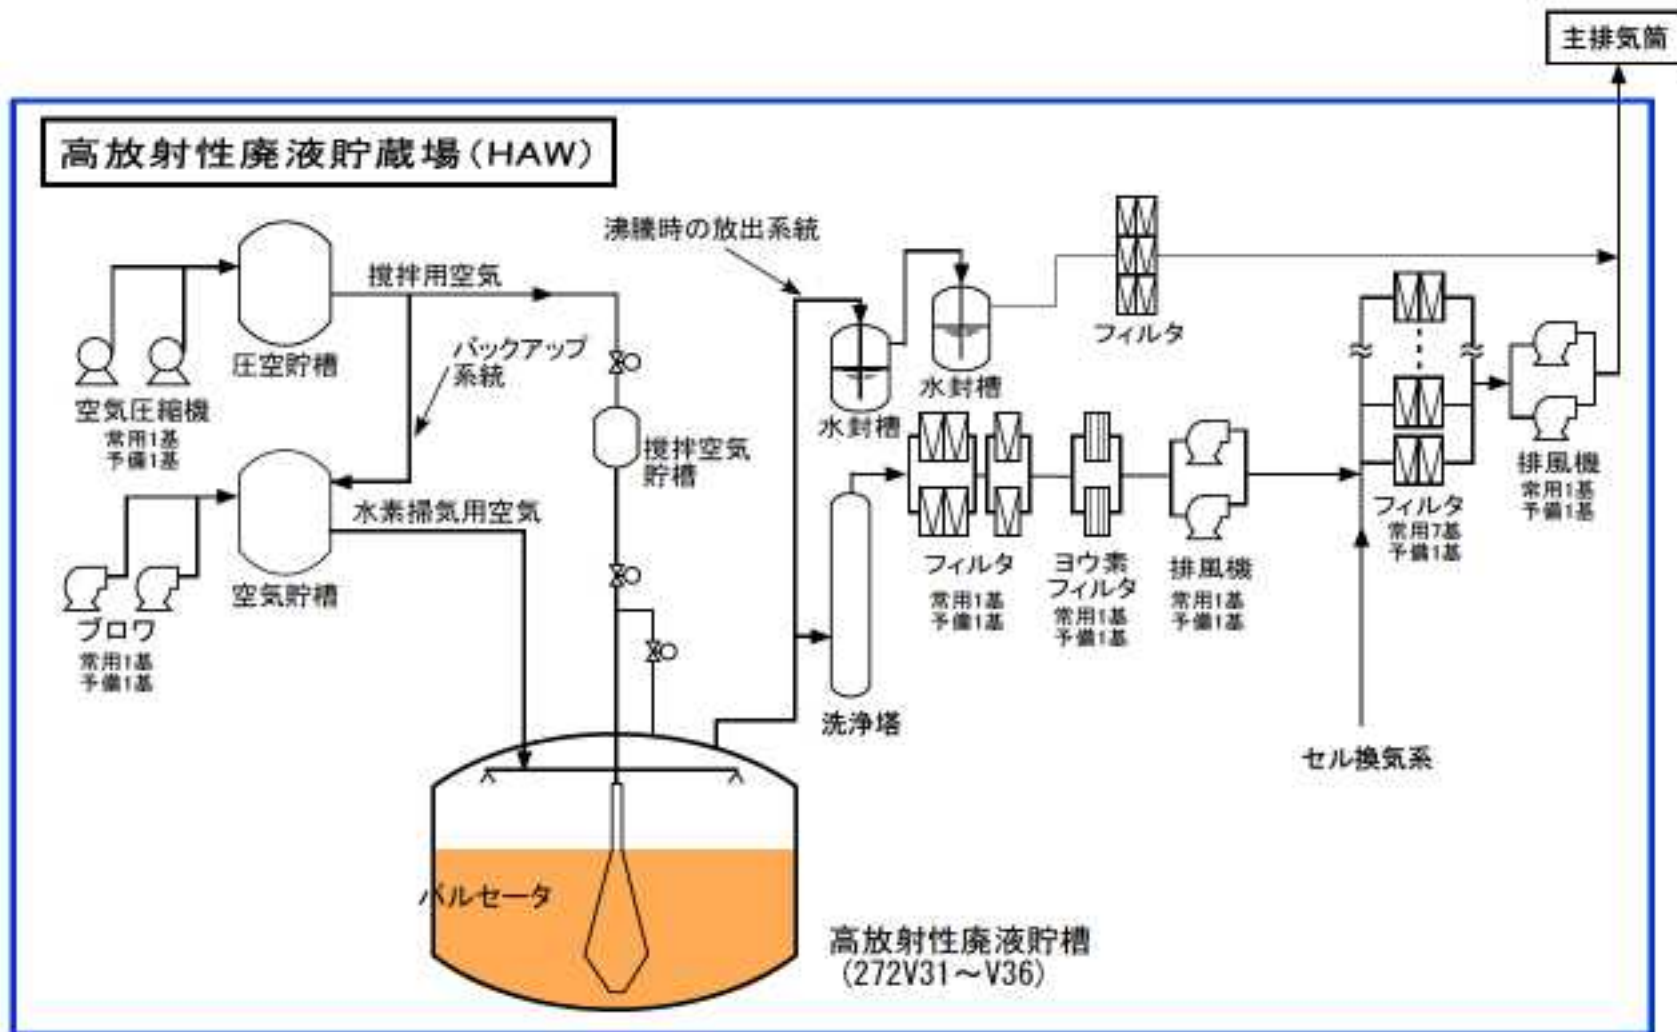 主排気筒
高放射性廃液貯蔵場(HAW)
沸騰時の放出系統
撹拌用空気
バックアップ
系統
圧空貯槽
空気圧縮機
常用1基
予備1基
フィルタ
水封槽
水封槽
撹拌空気
貯槽
水素掃気用空気
空気貯槽
ブロワ
常用1基
予備1基
フィルタ
常用1基
予備1基
ヨウ素
フィルタ
常用1基
予備1基
排風機
常用1基
予備1基
フィルタ
常用7基
予備1基
排風機
常用1基
予備1基
洗浄塔
セル換気系
パルセータ
高放射性廃液貯槽
(272V31～V36)